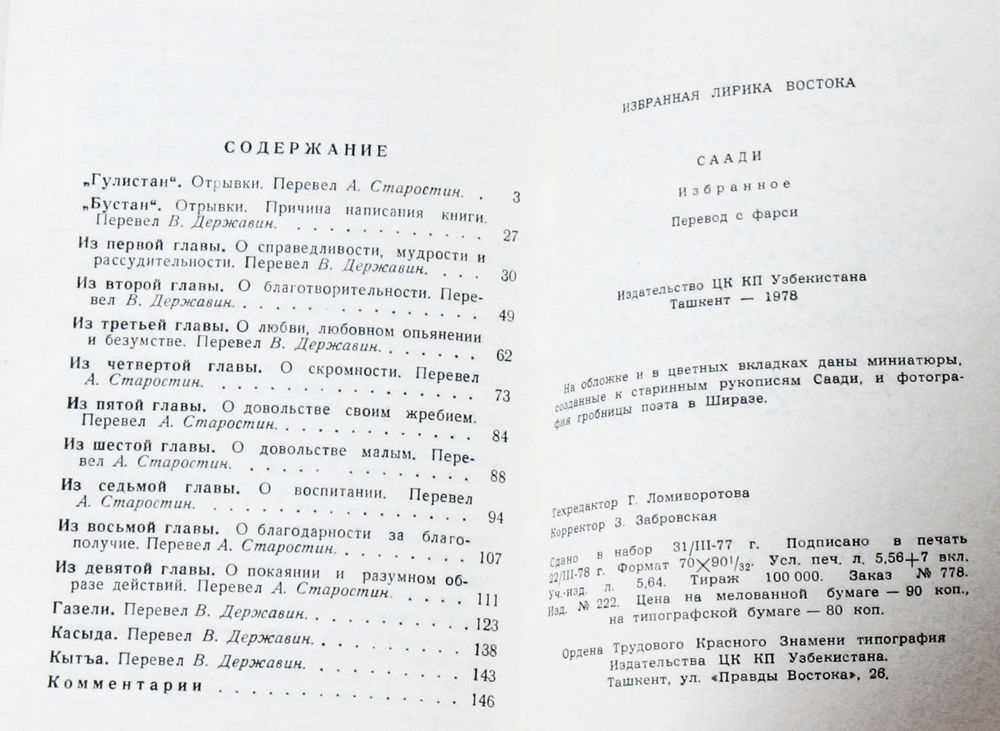 СОДЕРЖАНИЕ
„Гулистан“. Отрывки. Перевел А. Старостин. . 3
„Бустан“. Отрывки. Причина написания книги.
Перевел В. Державин. . . . . . . . . . 27
Из первой главы. О справедливости, мудрости и
рассудительности. Перевел В. Державин. . . . 30
Из второй главы. О благотворительности. Пере-
вел В. Державин. . . . . . . . . . . . . 49
Из третьей главы. О любви, любовном опьянении
и безумстве. Перевел В. Державин. . . . . . . 62
Из четвертой главы. О скромности. Перевел
А. Старостин. . . . . . . . . . . . . . 73
Из пятой главы. О довольстве своим жребием.
Перевел А. Старостин. . . . . . . . . . . 84
Из шестой главы. О довольстве малым. Пере-
вел А. Старостин. . . . . . . . . . . . 88
Из седьмой главы. О воспитании. Перевел
А. Старостин. . . . . . . . . . . . . . . 94
Из восьмой главы. О благодарности за благо-
получие. Перевел А. Старостин. . . . . . . . 107
Из девятой главы. О покаянии и разумном об-
разе действий. Перевел А. Старостин. . . . . 111
Газели. Перевел В. Державин. . . . . . . . . 123
Касыда. Перевел В. Державин. . . . . . . . . 138
Кытъа. Перевел В. Державин. . . . . . . . . 143
Комментарии . . . . . . . . . . . . . 146
ИЗБРАННАЯ ЛИРИКА ВОСТОКА
СААДИ
Избранное
Перевод с фарси
Издательство ЦК КП Узбекистана
Ташкент — 1978
На обложке и в цветных вкладках даны миниатюры,
созданные к старинным рукописям Саади, и фотогра-
фия гробницы поэта в Ширазе.
Техредактор Г. Ломиворотова
Корректор З. Забровская
Сдано в набор 31/III-77 г. Подписано в печать
22/III-78 г. Формат 70×90 1/32. Усл. печ. л. 5,56+7 вкл.
Уч.-изд. л. 5,64. Тираж 100 000. Заказ № 778.
Изд. № 222. Цена на мелованной бумаге — 90 коп.,
на типографской бумаге — 80 коп.
Ордена Трудового Красного Знамени типография
Издательства ЦК КП Узбекистана.
Ташкент, ул. «Правды Востока», 26.